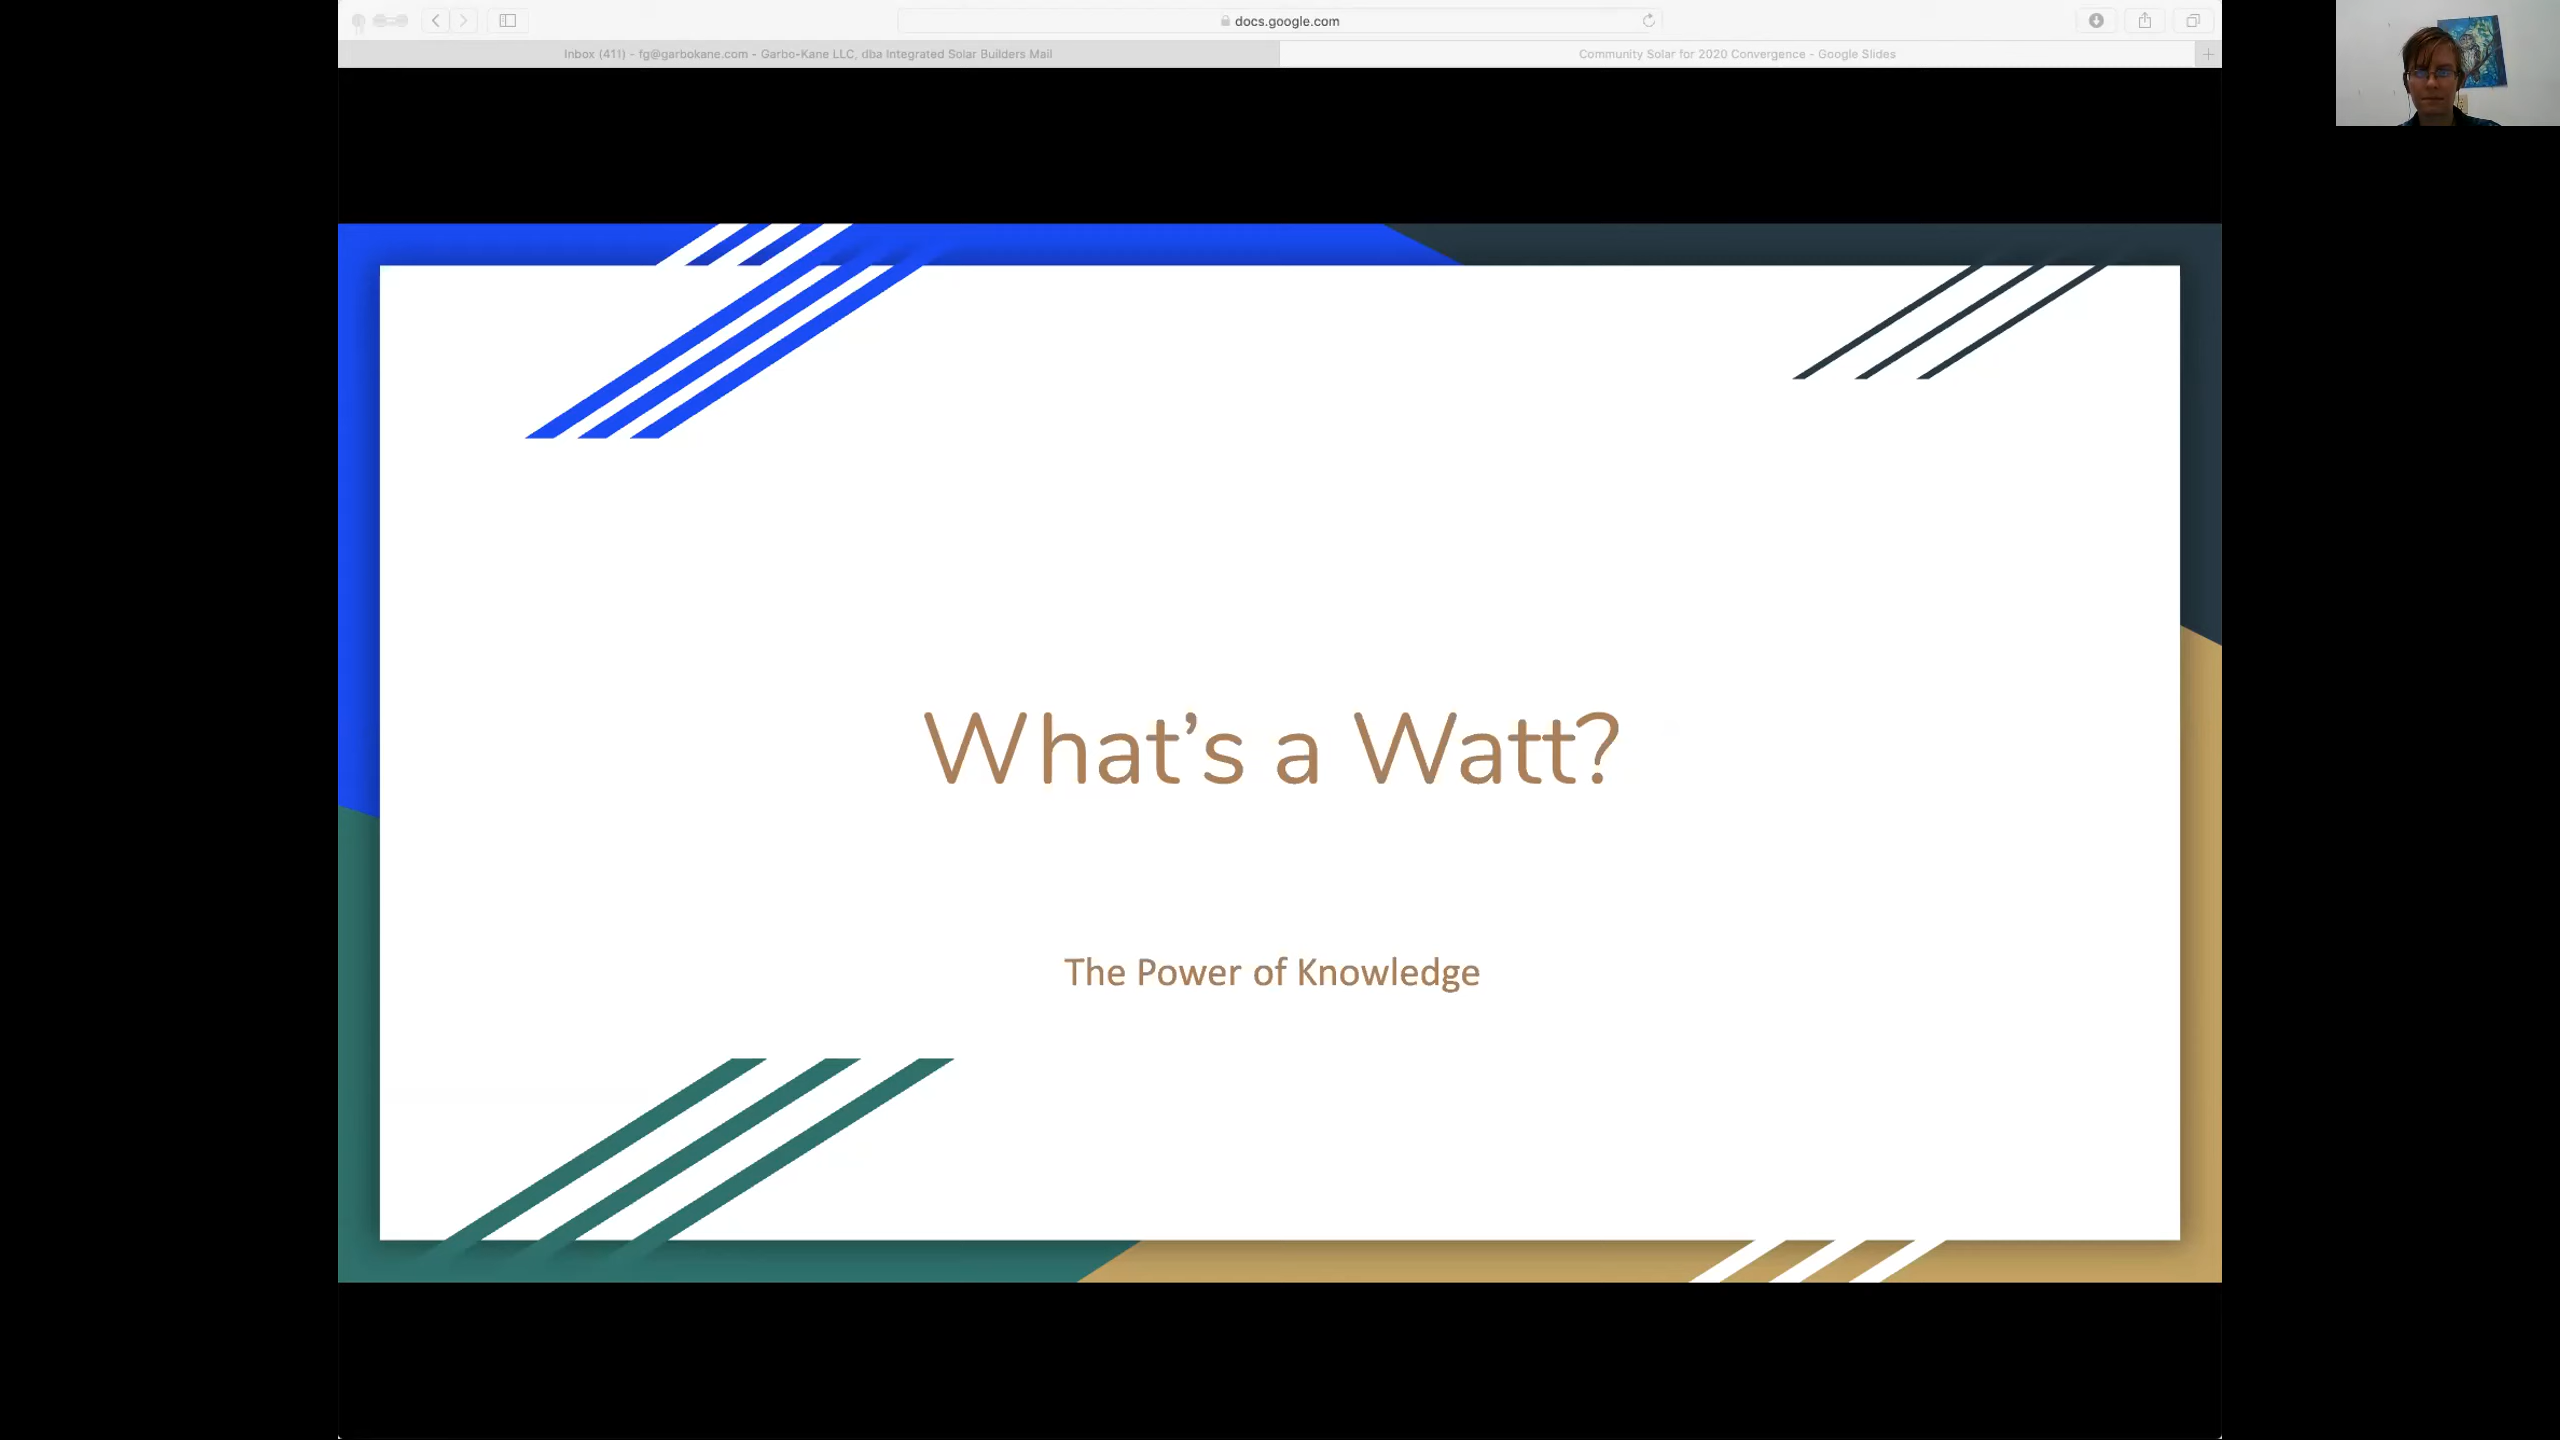 docs.google.com
Inbox (411) - fg@garbokane.com - Garbo-Kane LLC, dba Integrated Solar Builders Mail
Community Solar for 2020 Convergence - Google Slides
What's a Watt?
The Power of Knowledge